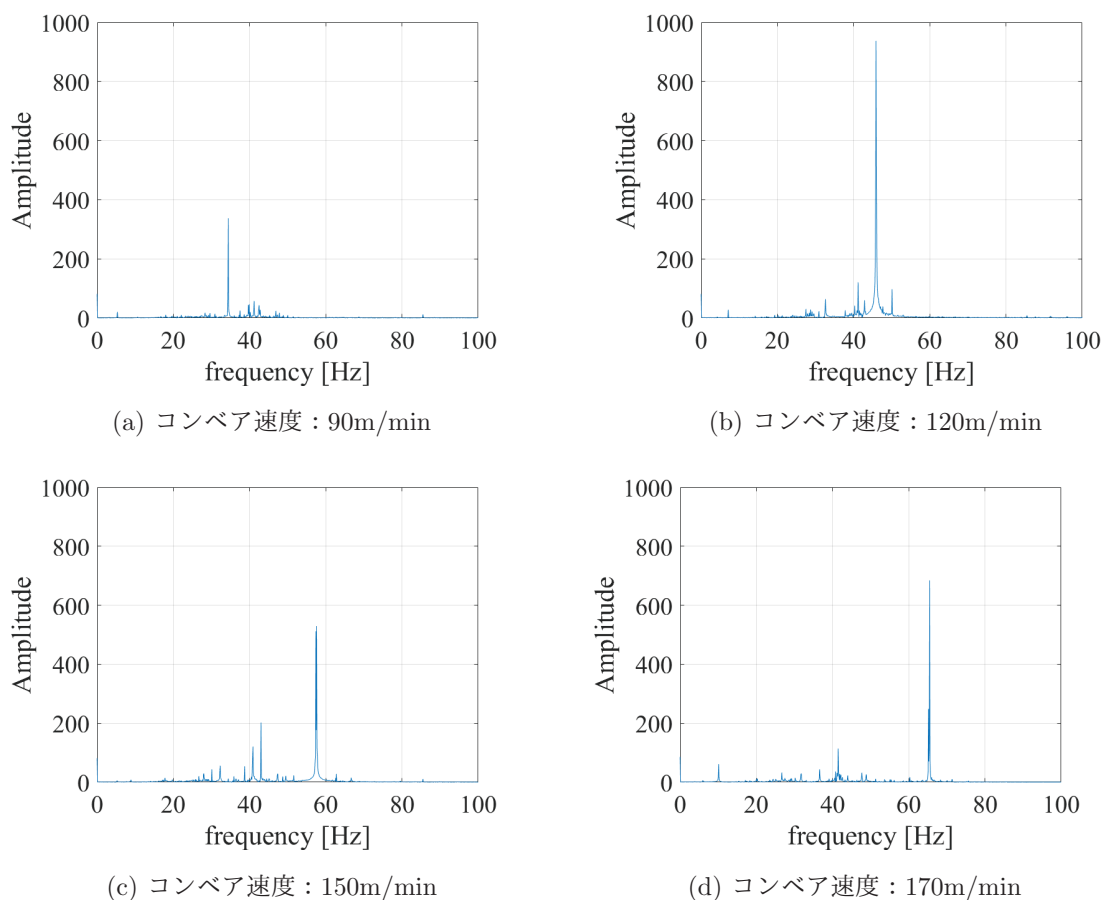 1000
800
600
400
200
0
Amplitude
0 20 40 60 80 100
frequency [Hz]
(a) コンベア速度：90m/min
1000
800
600
400
200
0
Amplitude
0 20 40 60 80 100
frequency [Hz]
(b) コンベア速度：120m/min
1000
800
600
400
200
0
Amplitude
0 20 40 60 80 100
frequency [Hz]
(c) コンベア速度：150m/min
1000
800
600
400
200
0
Amplitude
0 20 40 60 80 100
frequency [Hz]
(d) コンベア速度：170m/min